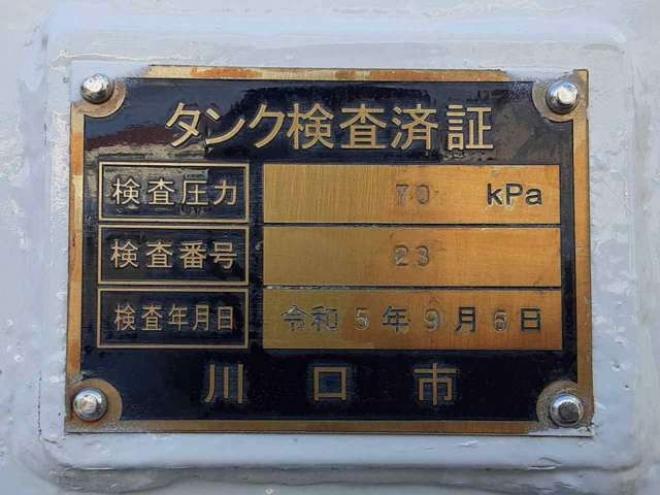 タンク検査済証
検査圧力 70 kPa
検査番号 23
検査年月日 令和5年9月6日
川口市